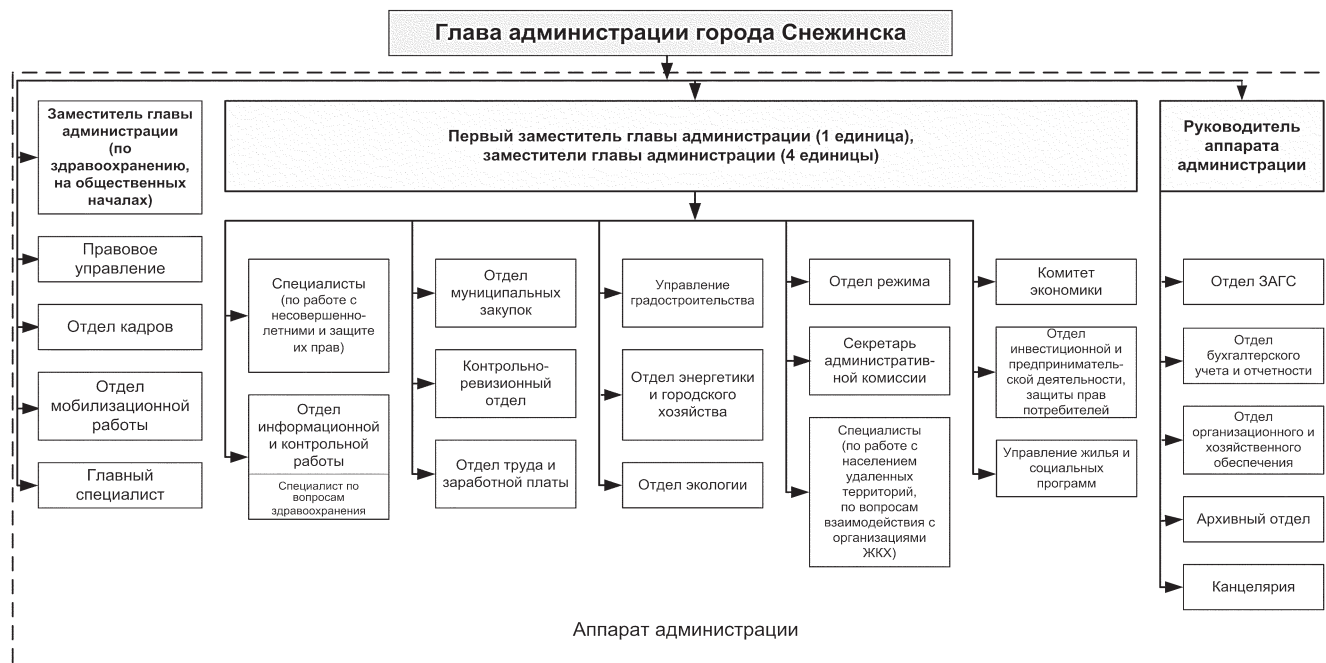 Глава администрации города Снежинска
Заместитель главы
администрации
(по
здравоохранению,
на общественных
началах)
Правовое
управление
Отдел кадров
Отдел
мобилизационной
работы
Главный
специалист
Первый заместитель главы администрации (1 единица),
заместители главы администрации (4 единицы)
Специалисты
(по работе с
несовершенно-
летними и защите
их прав)
Отдел
информационной
и контрольной
работы
Специалист по
вопросам
здравоохранения
Отдел
муниципальных
закупок
Контрольно-
ревизионный
отдел
Отдел труда и
заработной платы
Управление
градостроительства
Отдел энергетики
и городского
хозяйства
Отдел экологии
Отдел режима
Секретарь
административ-
ной комиссии
Специалисты
(по работе с
населением
удаленных
территорий,
по вопросам
взаимодействия с
организациями
ЖКХ)
Комитет
экономики
Отдел
инвестиционной и
предприниматель-
ской деятельности,
защиты прав
потребителей
Управление жилья и
социальных
программ
Руководитель
аппарата
администрации
Отдел ЗАГС
Отдел
бухгалтерского
учета и отчетности
Отдел
организационного и
хозяйственного
обеспечения
Архивный отдел
Канцелярия
Аппарат администрации